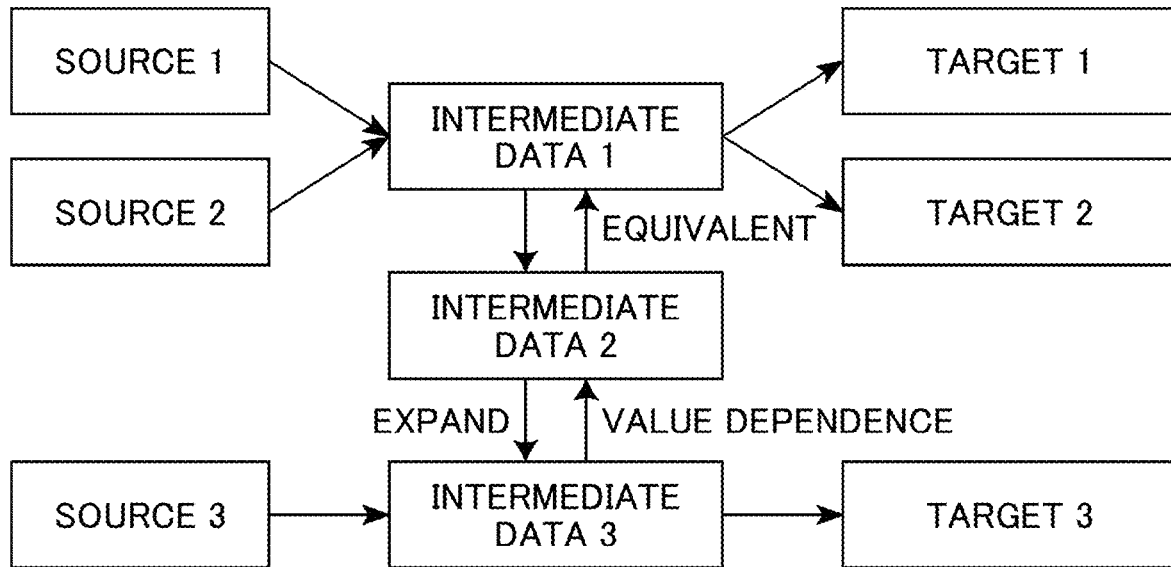 SOURCE 1
INTERMEDIATE
DATA 1
TARGET 1
SOURCE 2
TARGET 2
EQUIVALENT
INTERMEDIATE
DATA 2
EXPAND
VALUE DEPENDENCE
SOURCE 3
INTERMEDIATE
DATA 3
TARGET 3